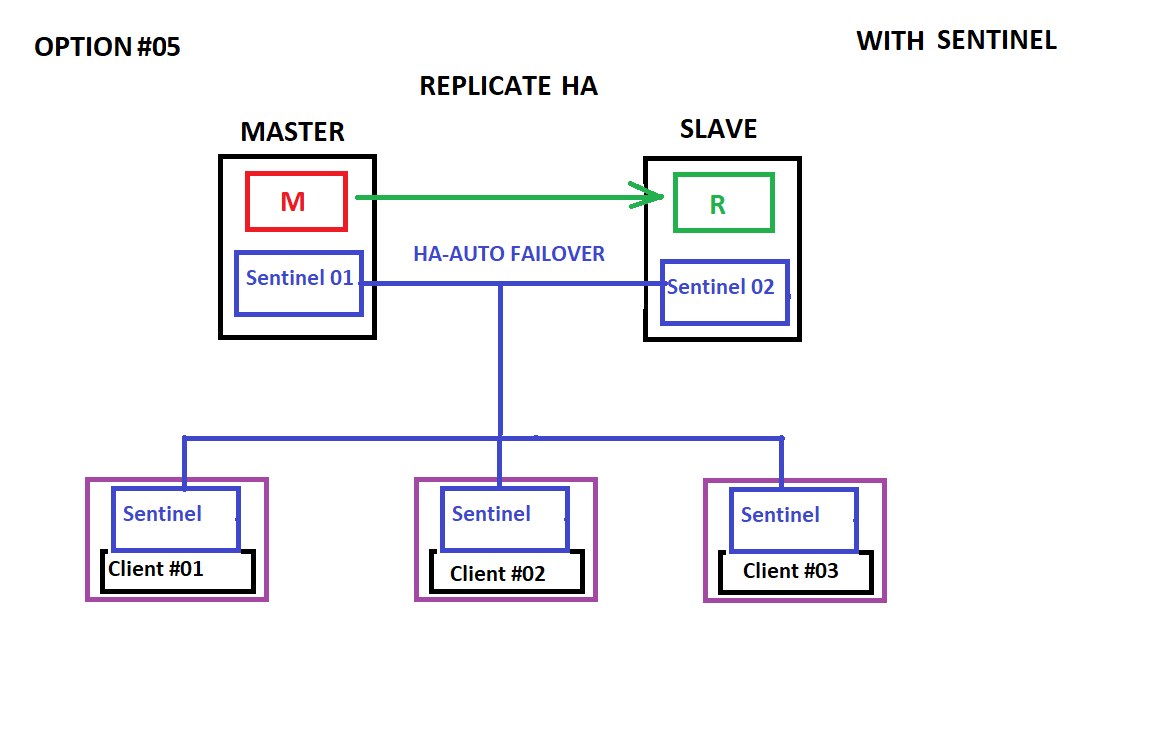 OPTION #05
WITH SENTINEL
REPLICATE HA
MASTER
SLAVE
M
R
HA-AUTO FAILOVER
Sentinel 01
Sentinel 02
Sentinel
Sentinel
Sentinel
Client #01
Client #02
Client #03